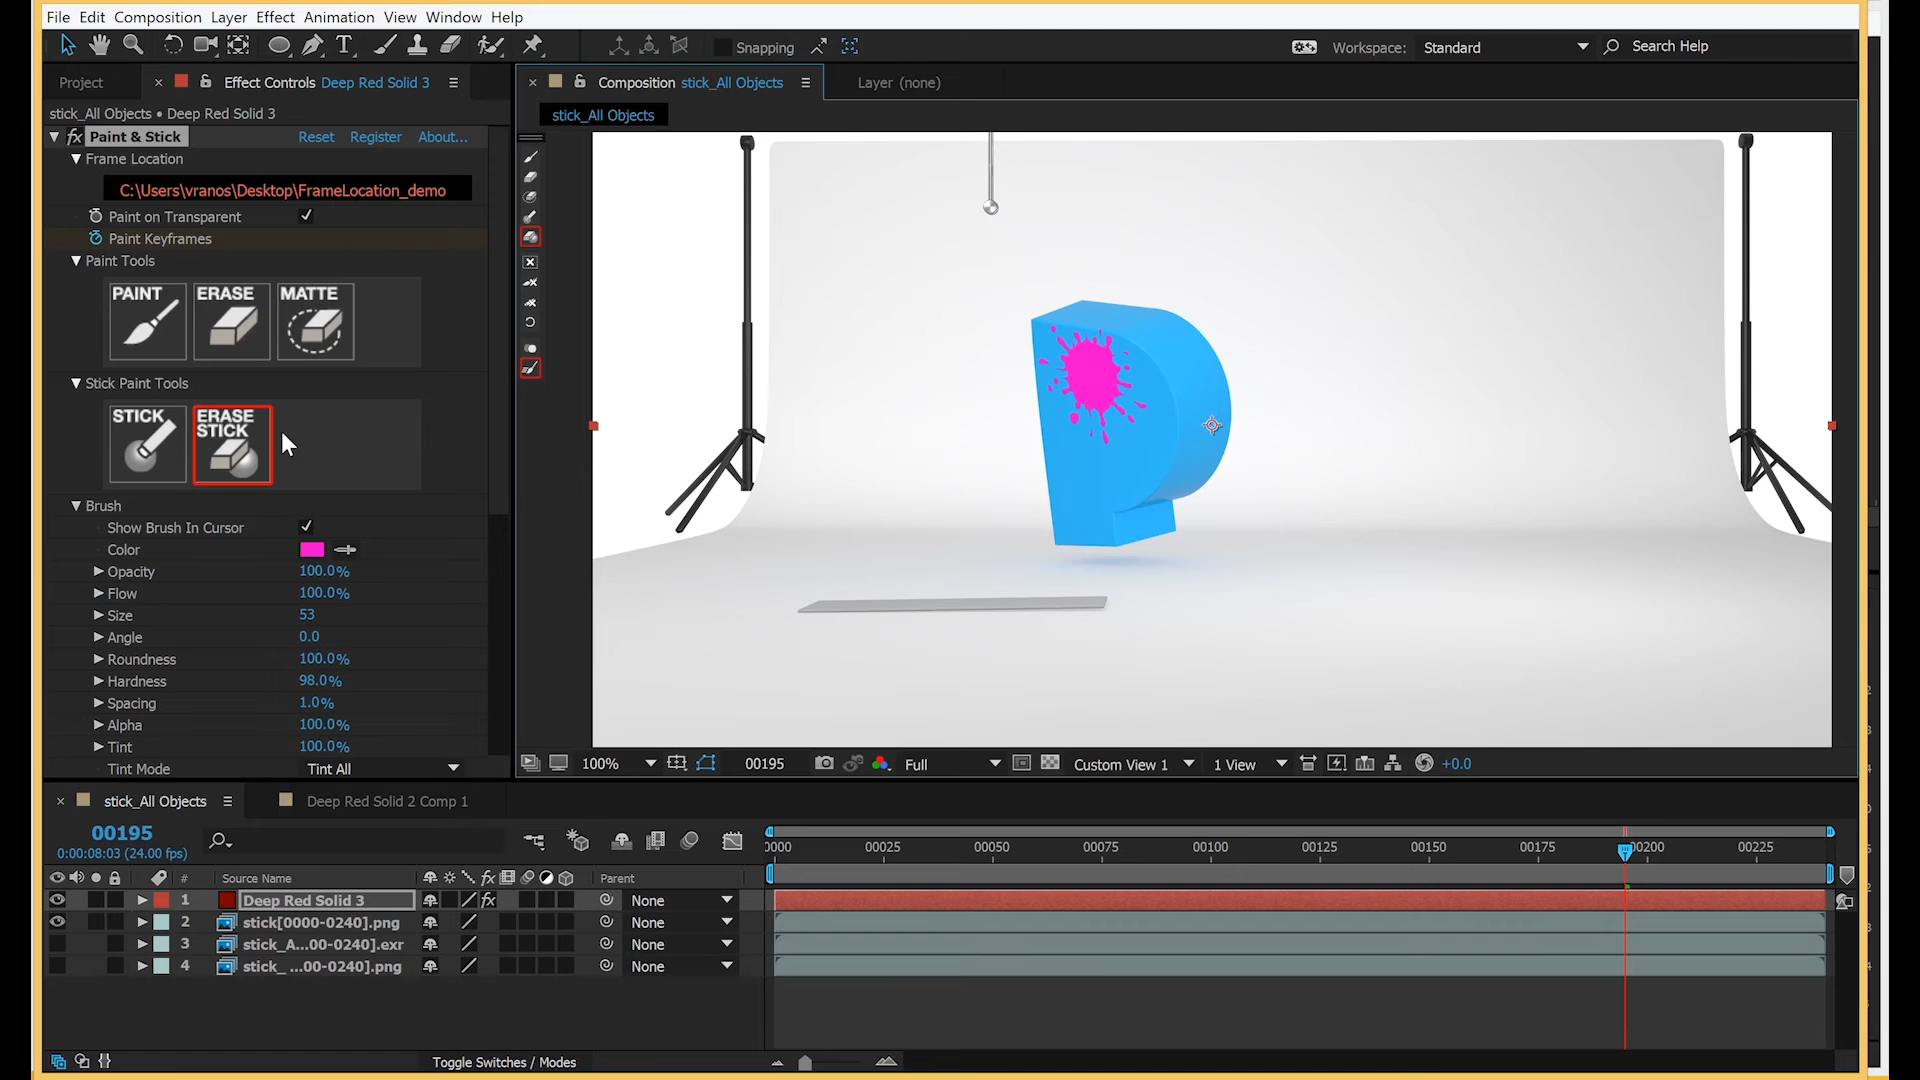 File Edit Composition Layer Effect Animation View Window Help
Snapping
Workspace: Standard
Search Help
Project
× Effect Controls Deep Red Solid 3
× Composition stick_All Objects
Layer (none)
stick_All Objects • Deep Red Solid 3
stick_All Objects
fx Paint & Stick Reset Register About...
Frame Location
C:\Users\vranos\Desktop\FrameLocation_demo
Paint on Transparent
Paint Keyframes
Paint Tools
PAINT ERASE MATTE
Stick Paint Tools
STICK ERASE STICK
Brush
Show Brush In Cursor
Color
Opacity 100.0%
Flow 100.0%
Size 53
Angle 0.0
Roundness 100.0%
Hardness 98.0%
Spacing 1.0%
Alpha 100.0%
Tint 100.0%
Tint Mode Tint All
100% 00195 Full Custom View 1 1 View +0.0
× stick_All Objects
Deep Red Solid 2 Comp 1
00195
0:00:08:03 (24.00 fps)
0000 00025 00050 00075 00100 00125 00150 00175 00200 00225
# Source Name fx Parent
1 Deep Red Solid 3 fx None
2 stick[0000-0240].png None
3 stick_A...00-0240].exr None
4 stick_ ...00-0240].png None
Toggle Switches / Modes